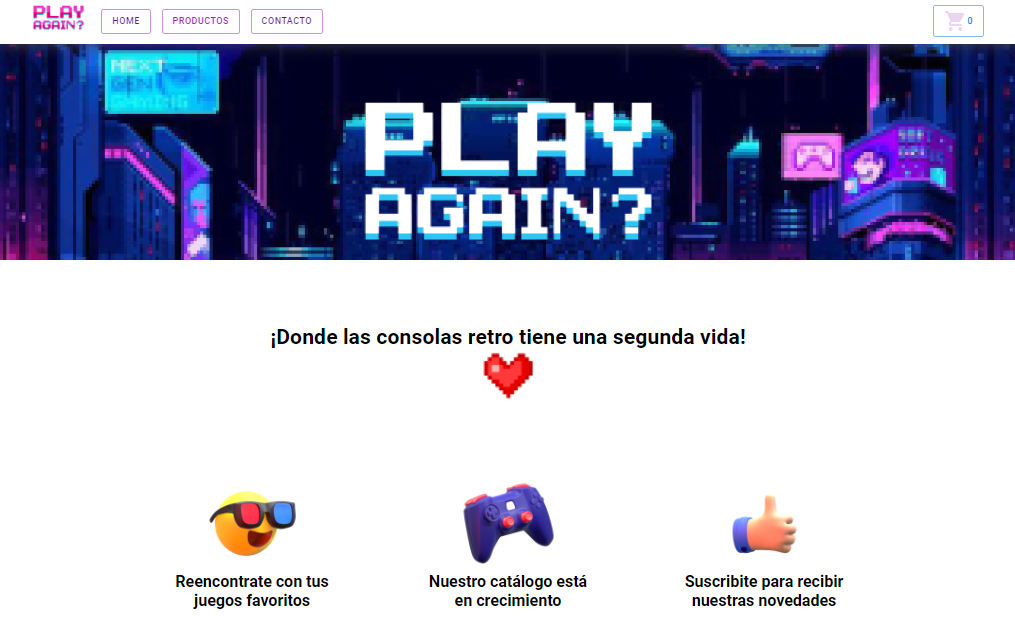 PLAY
AGAIN?
HOME
PRODUCTOS
CONTACTO
0
NEXT
GEN
GAMING
PLAY
AGAIN?
¡Donde las consolas retro tiene una segunda vida!
Reencontrate con tus
juegos favoritos
Nuestro catálogo está
en crecimiento
Suscribite para recibir
nuestras novedades